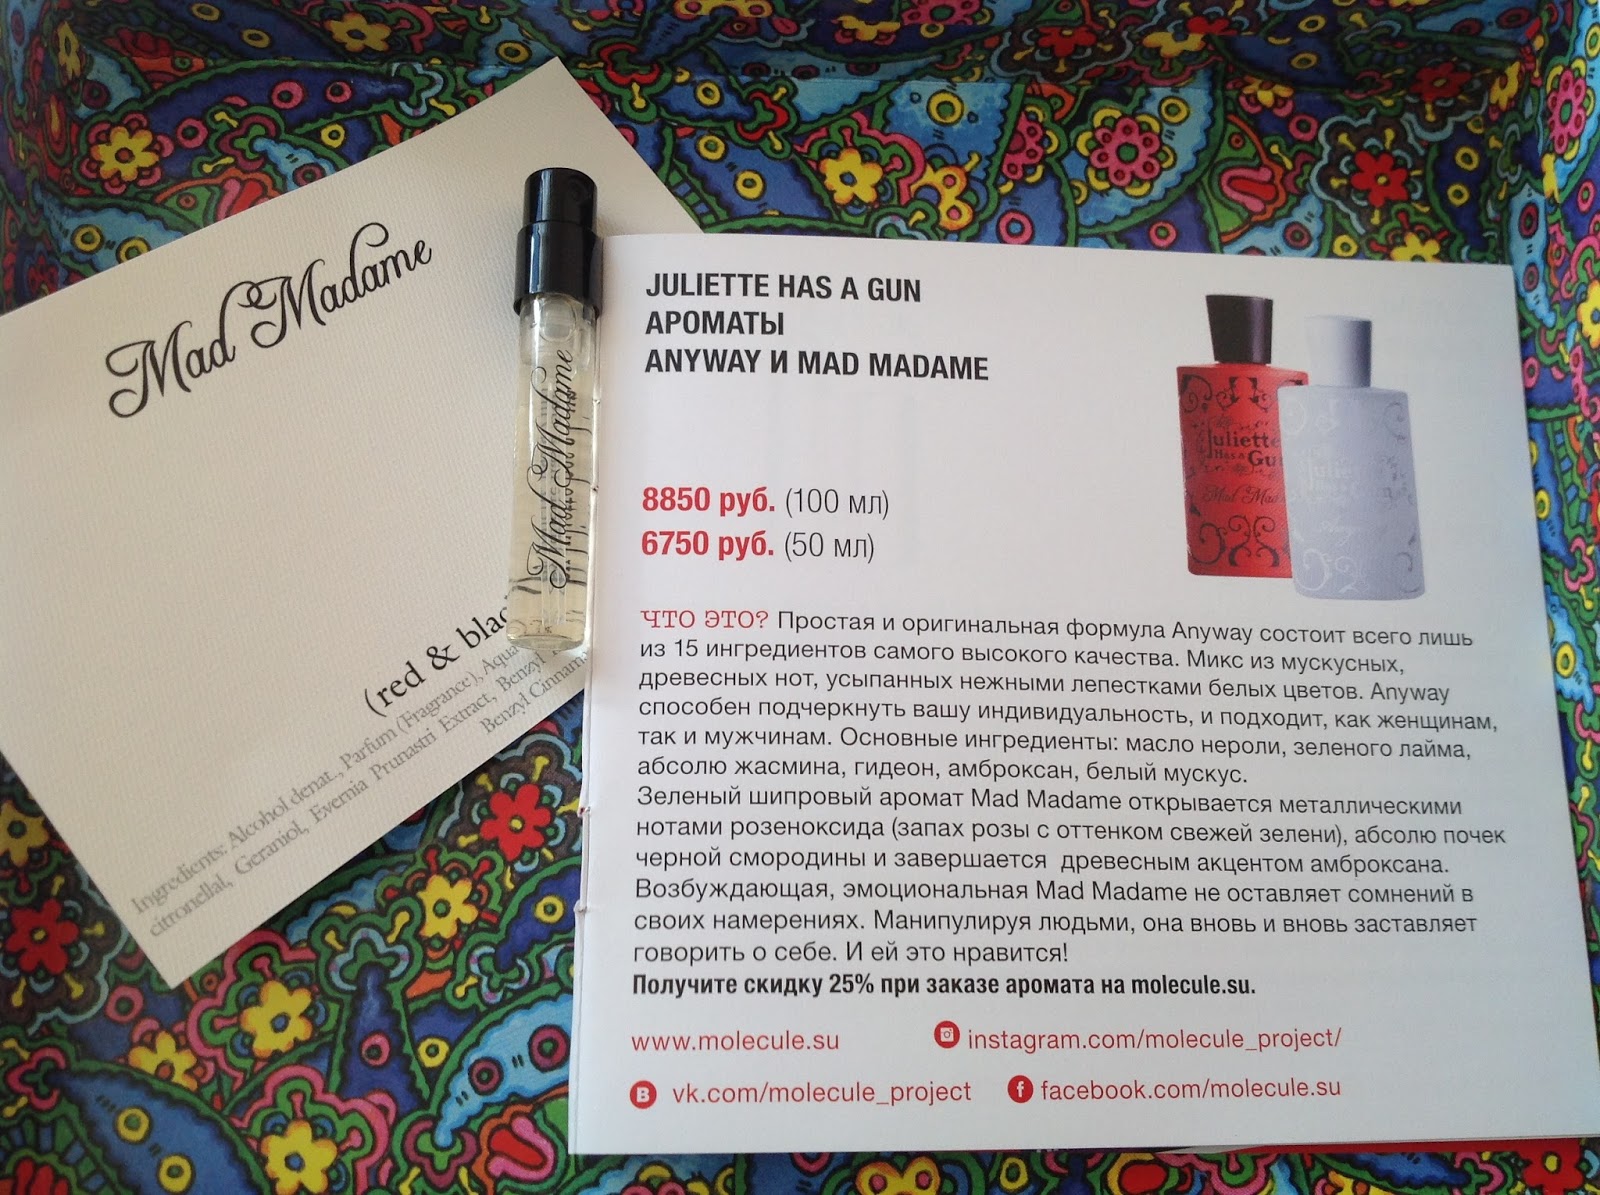 Mad Madame
(red & blac
Ingredients: Alcohol denat., Parfum (Fragrance), Aqua
citronellal, Geraniol, Evernia Prunastri Extract, Benzyl
Benzyl Cinnam
Mad Madame
JULIETTE HAS A GUN
АРОМАТЫ
ANYWAY И MAD MADAME
8850 руб. (100 мл)
6750 руб. (50 мл)
Juliette
Has a Gun
Mad Mad
Juliette
Anyway
ЧТО ЭТО? Простая и оригинальная формула Anyway состоит всего лишь
из 15 ингредиентов самого высокого качества. Микс из мускусных,
древесных нот, усыпанных нежными лепестками белых цветов. Anyway
способен подчеркнуть вашу индивидуальность, и подходит, как женщинам,
так и мужчинам. Основные ингредиенты: масло нероли, зеленого лайма,
абсолю жасмина, гидеон, амброксан, белый мускус.
Зеленый шипровый аромат Mad Madame открывается металлическими
нотами розеноксида (запах розы с оттенком свежей зелени), абсолю почек
черной смородины и завершается древесным акцентом амброксана.
Возбуждающая, эмоциональная Mad Madame не оставляет сомнений в
своих намерениях. Манипулируя людьми, она вновь и вновь заставляет
говорить о себе. И ей это нравится!
Получите скидку 25% при заказе аромата на molecule.su.
www.molecule.su
instagram.com/molecule_project/
vk.com/molecule_project
facebook.com/molecule.su